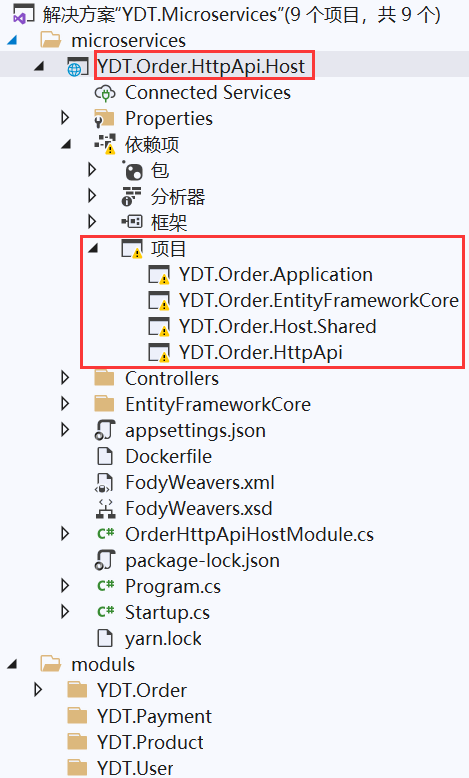 解决方案“YDT.Microservices”(9 个项目，共 9 个)
microservices
YDT.Order.HttpApi.Host
Connected Services
Properties
依赖项
包
分析器
框架
项目
YDT.Order.Application
YDT.Order.EntityFrameworkCore
YDT.Order.Host.Shared
YDT.Order.HttpApi
Controllers
EntityFrameworkCore
appsettings.json
Dockerfile
FodyWeavers.xml
FodyWeavers.xsd
C# OrderHttpApiHostModule.cs
package-lock.json
C# Program.cs
C# Startup.cs
yarn.lock
moduls
YDT.Order
YDT.Payment
YDT.Product
YDT.User